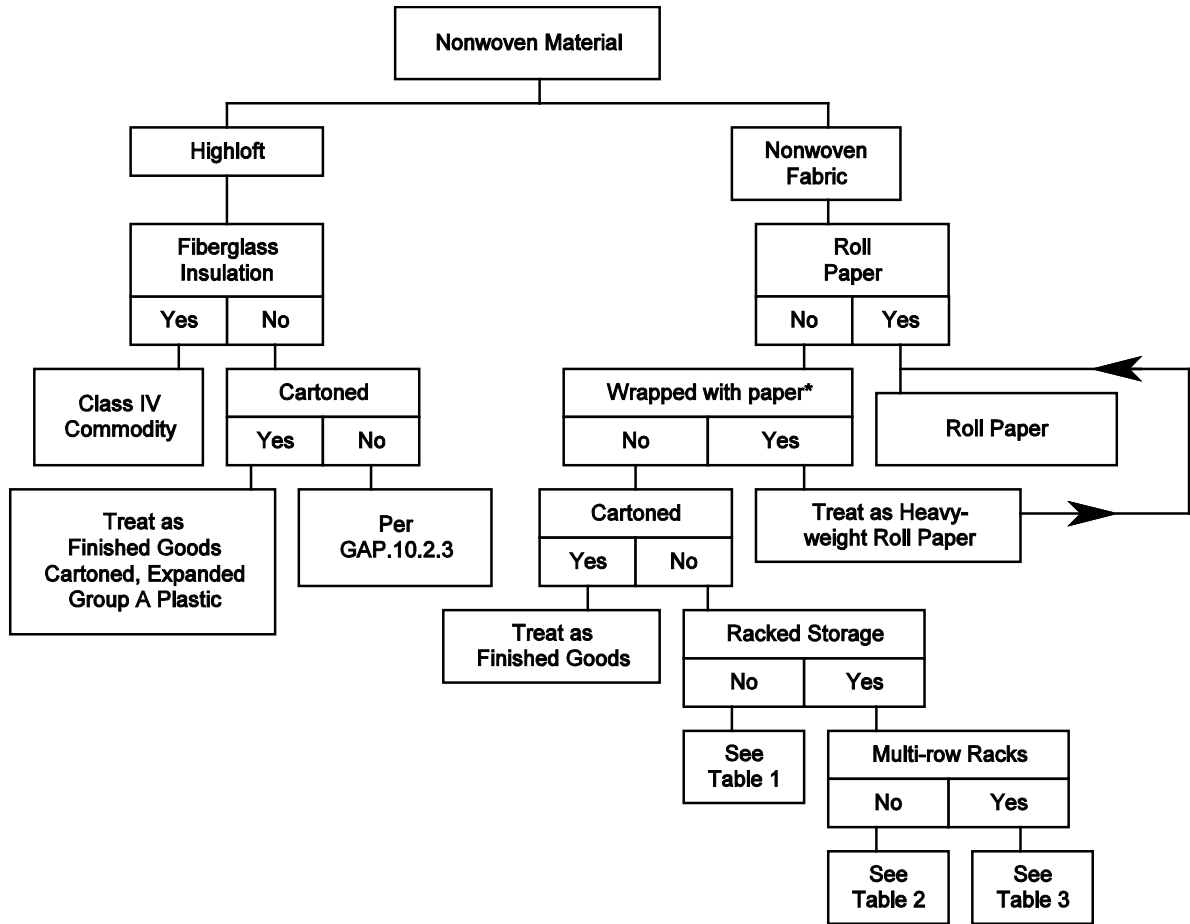 Nonwoven Material
Highloft
Nonwoven
Fabric
Fiberglass
Insulation
Yes
No
Roll
Paper
No
Yes
Class IV
Commodity
Cartoned
Yes
No
Wrapped with paper*
No
Yes
Roll Paper
Treat as
Finished Goods
Cartoned, Expanded
Group A Plastic
Per
GAP.10.2.3
Cartoned
Yes
No
Treat as Heavy-
weight Roll Paper
Treat as
Finished Goods
Racked Storage
No
Yes
See
Table 1
Multi-row Racks
No
Yes
See
Table 2
See
Table 3